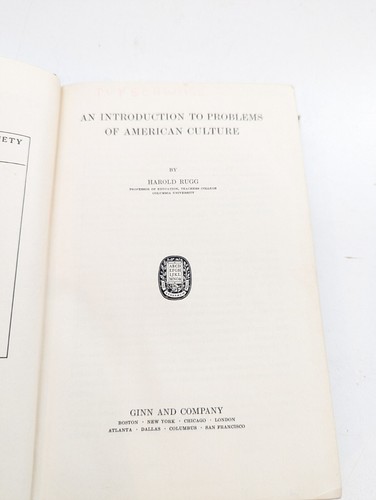 ETY
AN INTRODUCTION TO PROBLEMS
OF AMERICAN CULTURE
BY
HAROLD RUGG
PROFESSOR OF EDUCATION, TEACHERS COLLEGE
COLUMBIA UNIVERSITY
GINN AND COMPANY
BOSTON · NEW YORK · CHICAGO · LONDON
ATLANTA · DALLAS · COLUMBUS · SAN FRANCISCO